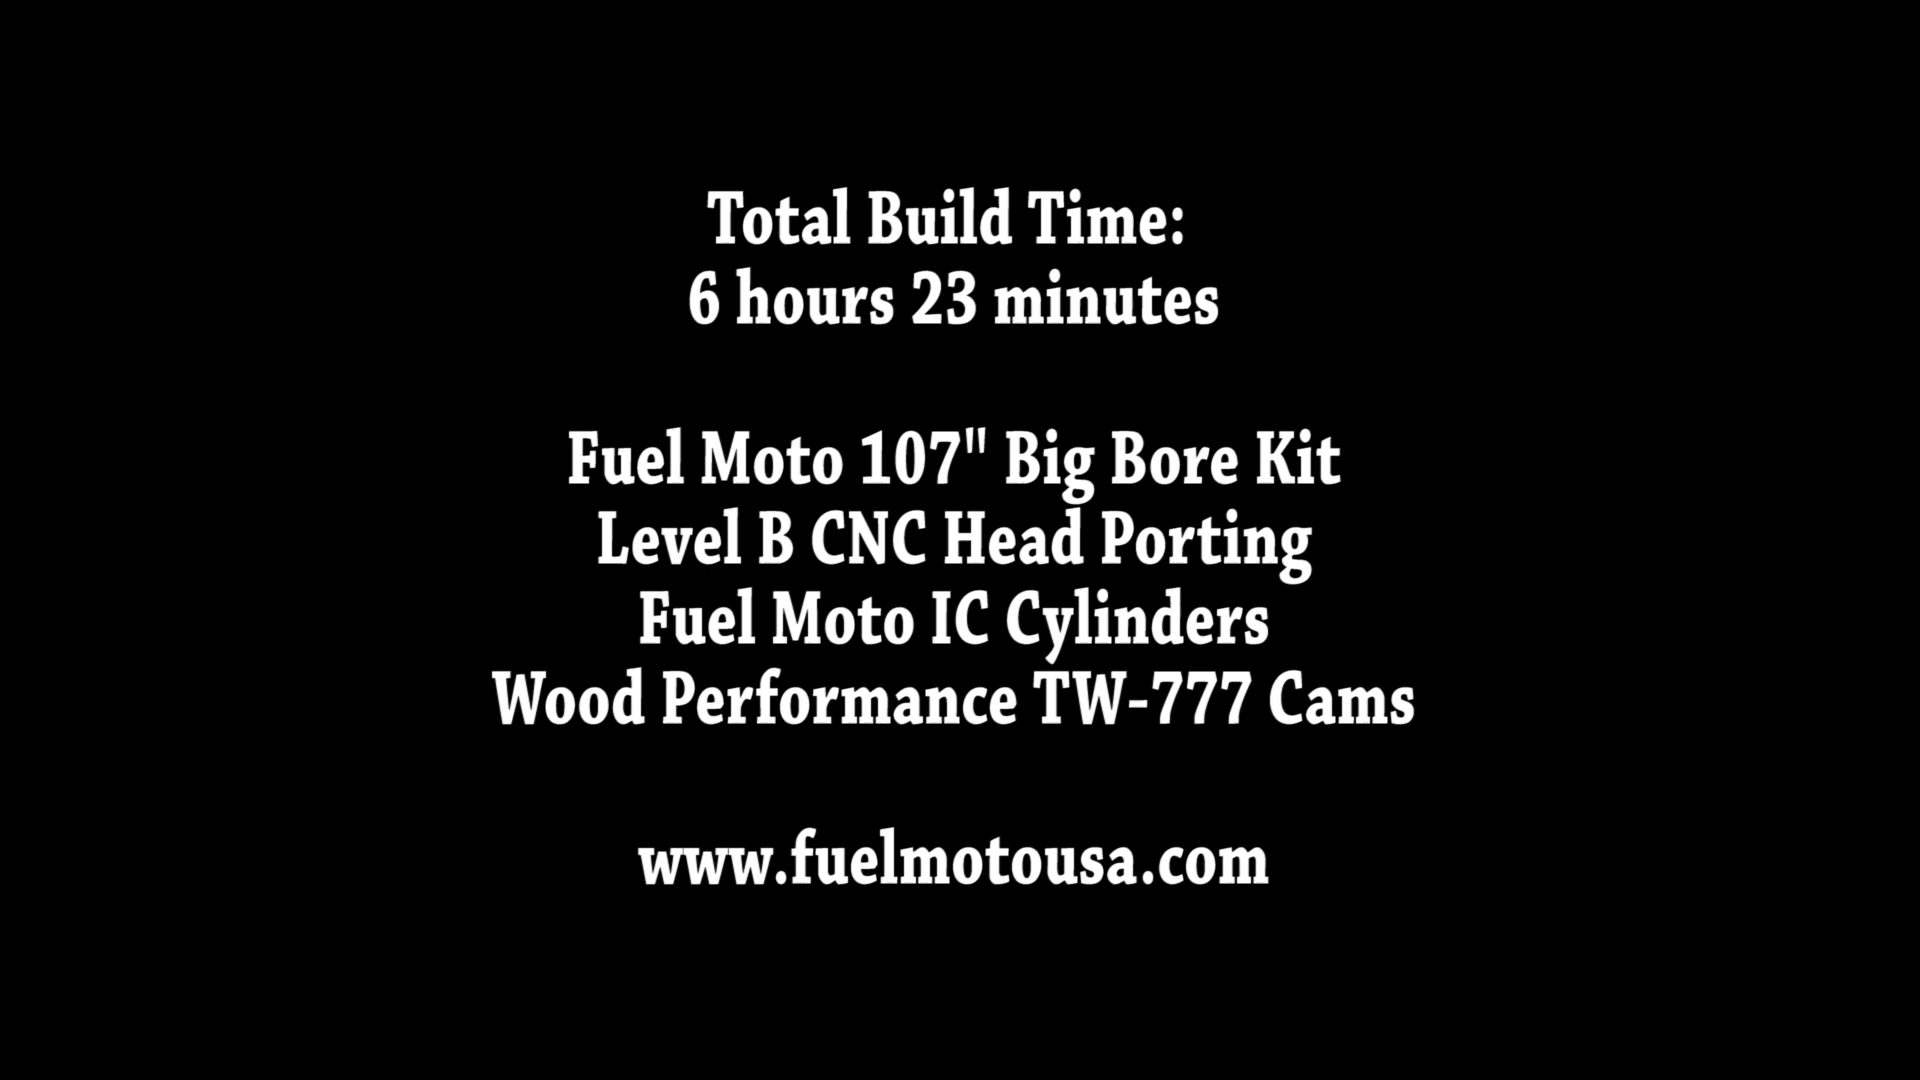 Total Build Time:
6 hours 23 minutes
Fuel Moto 107" Big Bore Kit
Level B CNC Head Porting
Fuel Moto IC Cylinders
Wood Performance TW-777 Cams
www.fuelmotousa.com